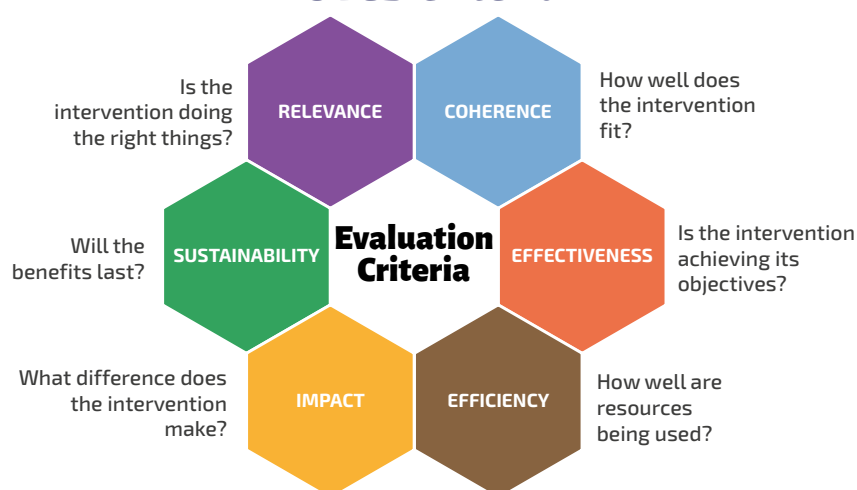 Is the
intervention doing
the right things?
RELEVANCE
COHERENCE
How well does
the intervention
fit?
Will the
benefits last?
SUSTAINABILITY
Evaluation
Criteria
EFFECTIVENESS
Is the intervention
achieving its
objectives?
What difference does
the intervention
make?
IMPACT
EFFICIENCY
How well are
resources
being used?